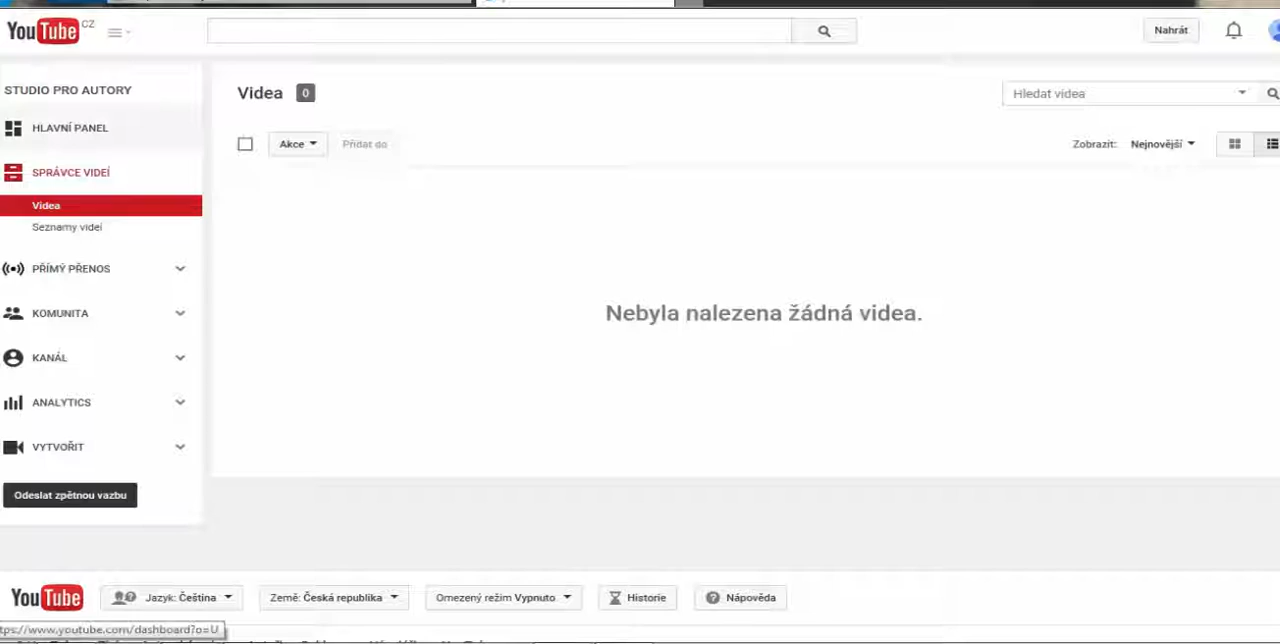 YouTube CZ
Nahrát
STUDIO PRO AUTORY
HLAVNÍ PANEL
SPRÁVCE VIDEÍ
Videa
Seznamy videí
PŘÍMÝ PŘENOS
KOMUNITA
KANÁL
ANALYTICS
VYTVOŘIT
Odeslat zpětnou vazbu
Videa 0
Hledat videa
Akce
Přidat do
Zobrazit: Nejnovější
Nebyla nalezena žádná videa.
YouTube
Jazyk: Čeština
Země: Česká republika
Omezený režim Vypnuto
Historie
Nápověda
tps://www.youtube.com/dashboard?o=U